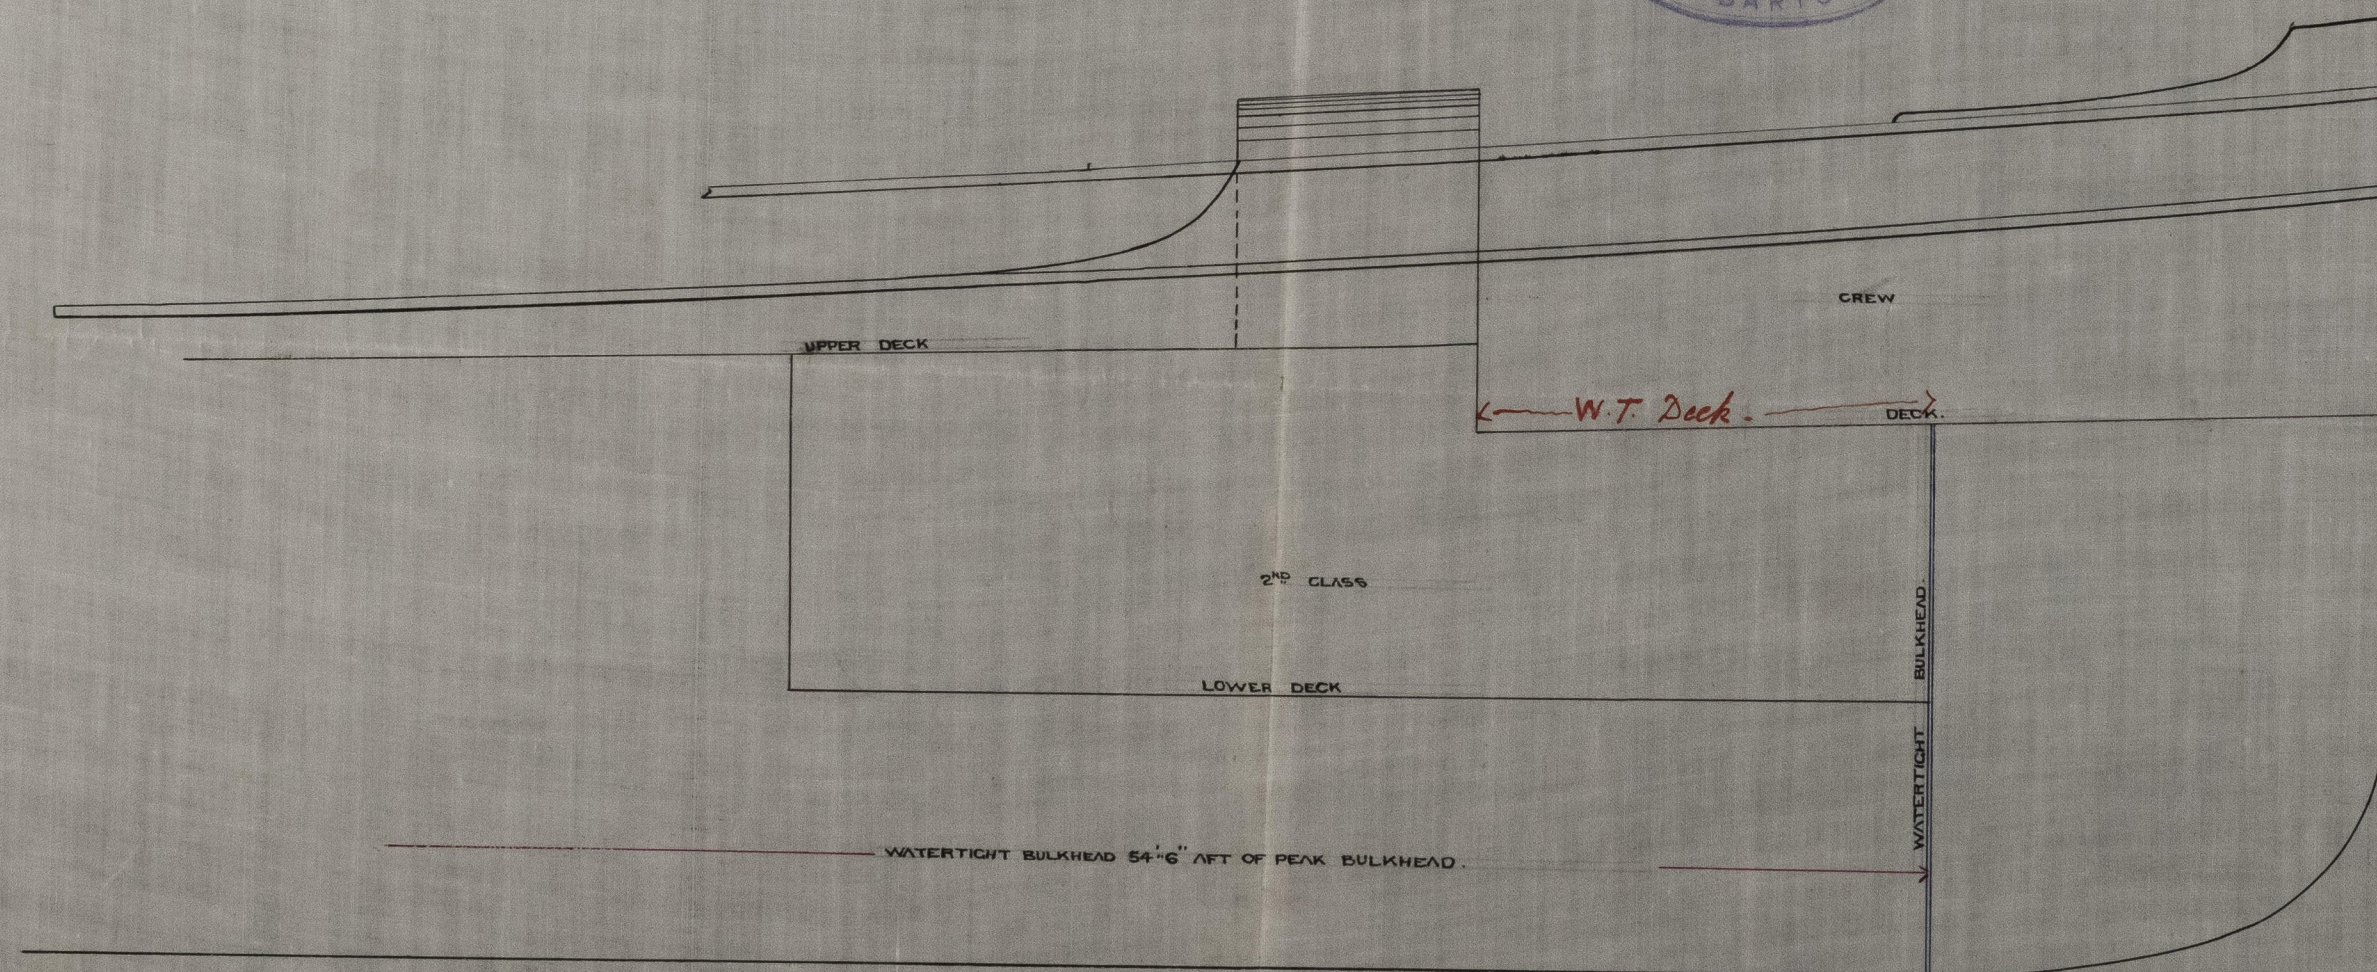 CREW
UPPER DECK
W.T. Deck.
DECK.
2ND CLASS
LOWER DECK
WATERTIGHT BULKHEAD.
WATERTIGHT BULKHEAD 54'-6" AFT OF PEAK BULKHEAD.